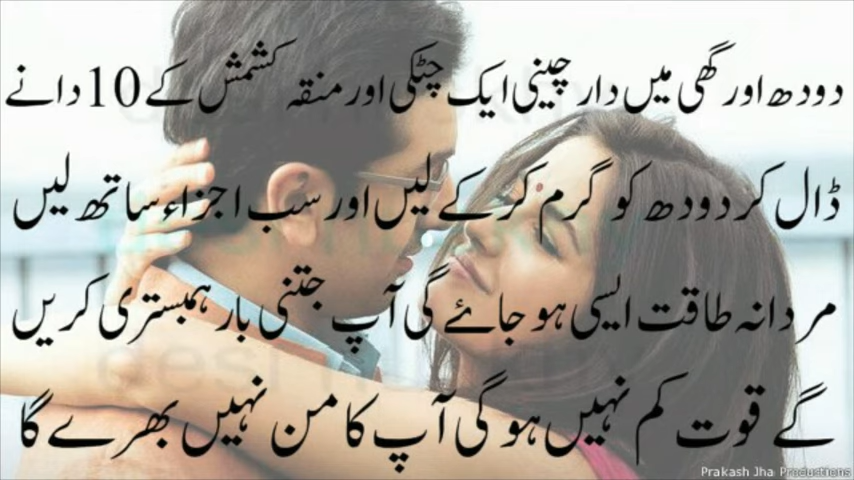 دودھ اور گھی میں دار چینی ایک چٹکی اور منقہ کشمش کے 10 دانے
ڈال کر دودھ کو گرم کر کے لیں اور سب اجزاء ساتھ لیں
مردانہ طاقت ایسی ہو جائے گی آپ جتنی بار ہمبستری کریں
گے قوت کم نہیں ہو گی آپ کا من نہیں بھرے گا
Prakash Jha Productions